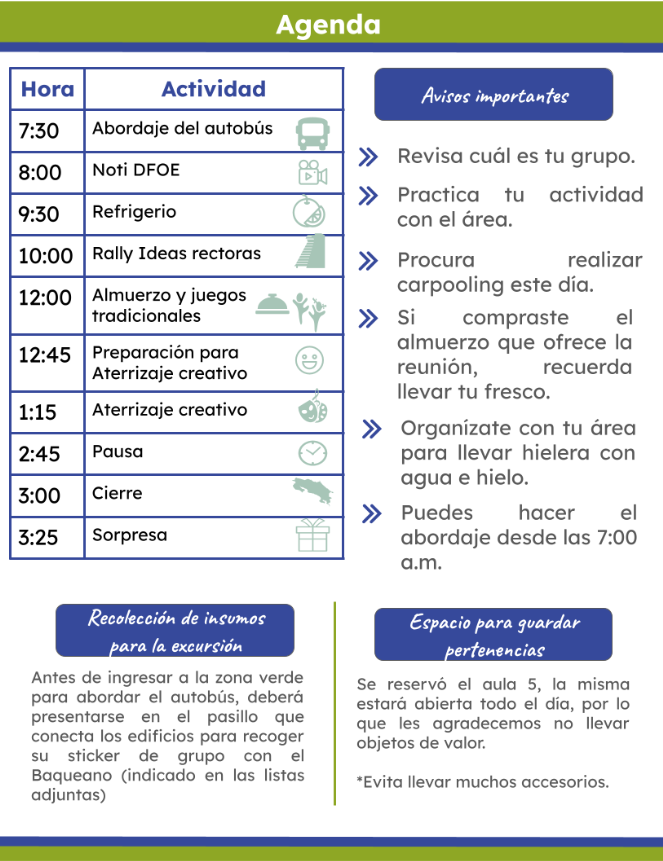 Agenda
Hora Actividad
7:30 Abordaje del autobús
8:00 Noti DFOE
9:30 Refrigerio
10:00 Rally Ideas rectoras
12:00 Almuerzo y juegos
tradicionales
12:45 Preparación para
Aterrizaje creativo
1:15 Aterrizaje creativo
2:45 Pausa
3:00 Cierre
3:25 Sorpresa
Avisos importantes
Revisa cuál es tu grupo.
Practica tu actividad
con el área.
Procura realizar
carpooling este día.
Si compraste el
almuerzo que ofrece la
reunión, recuerda
llevar tu fresco.
Organízate con tu área
para llevar hielera con
agua e hielo.
Puedes hacer el
abordaje desde las 7:00
a.m.
Recolección de insumos
para la excursión
Antes de ingresar a la zona verde
para abordar el autobús, deberá
presentarse en el pasillo que
conecta los edificios para recoger
su sticker de grupo con el
Baqueano (indicado en las listas
adjuntas)
Espacio para guardar
pertenencias
Se reservó el aula 5, la misma
estará abierta todo el día, por lo
que les agradecemos no llevar
objetos de valor.
*Evita llevar muchos accesorios.